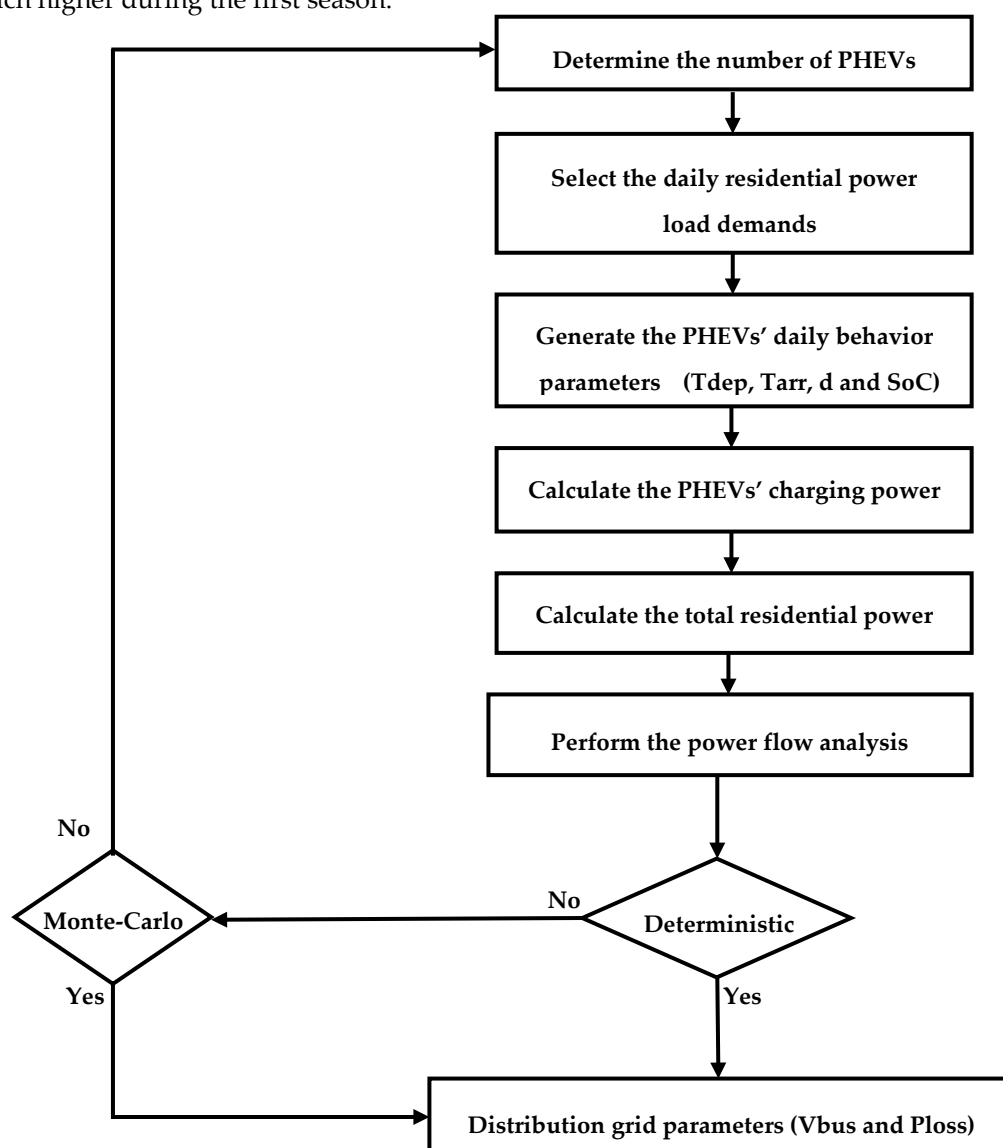 higher during the first season.
Determine the number of PHEVs
Select the daily residential power
load demands
Generate the PHEVs’ daily behavior
parameters (Tdep, Tarr, d and SoC)
Calculate the PHEVs’ charging power
Calculate the total residential power
Perform the power flow analysis
No
Monte-Carlo
No
Deterministic
Yes
Yes
Distribution grid parameters (Vbus and Ploss)